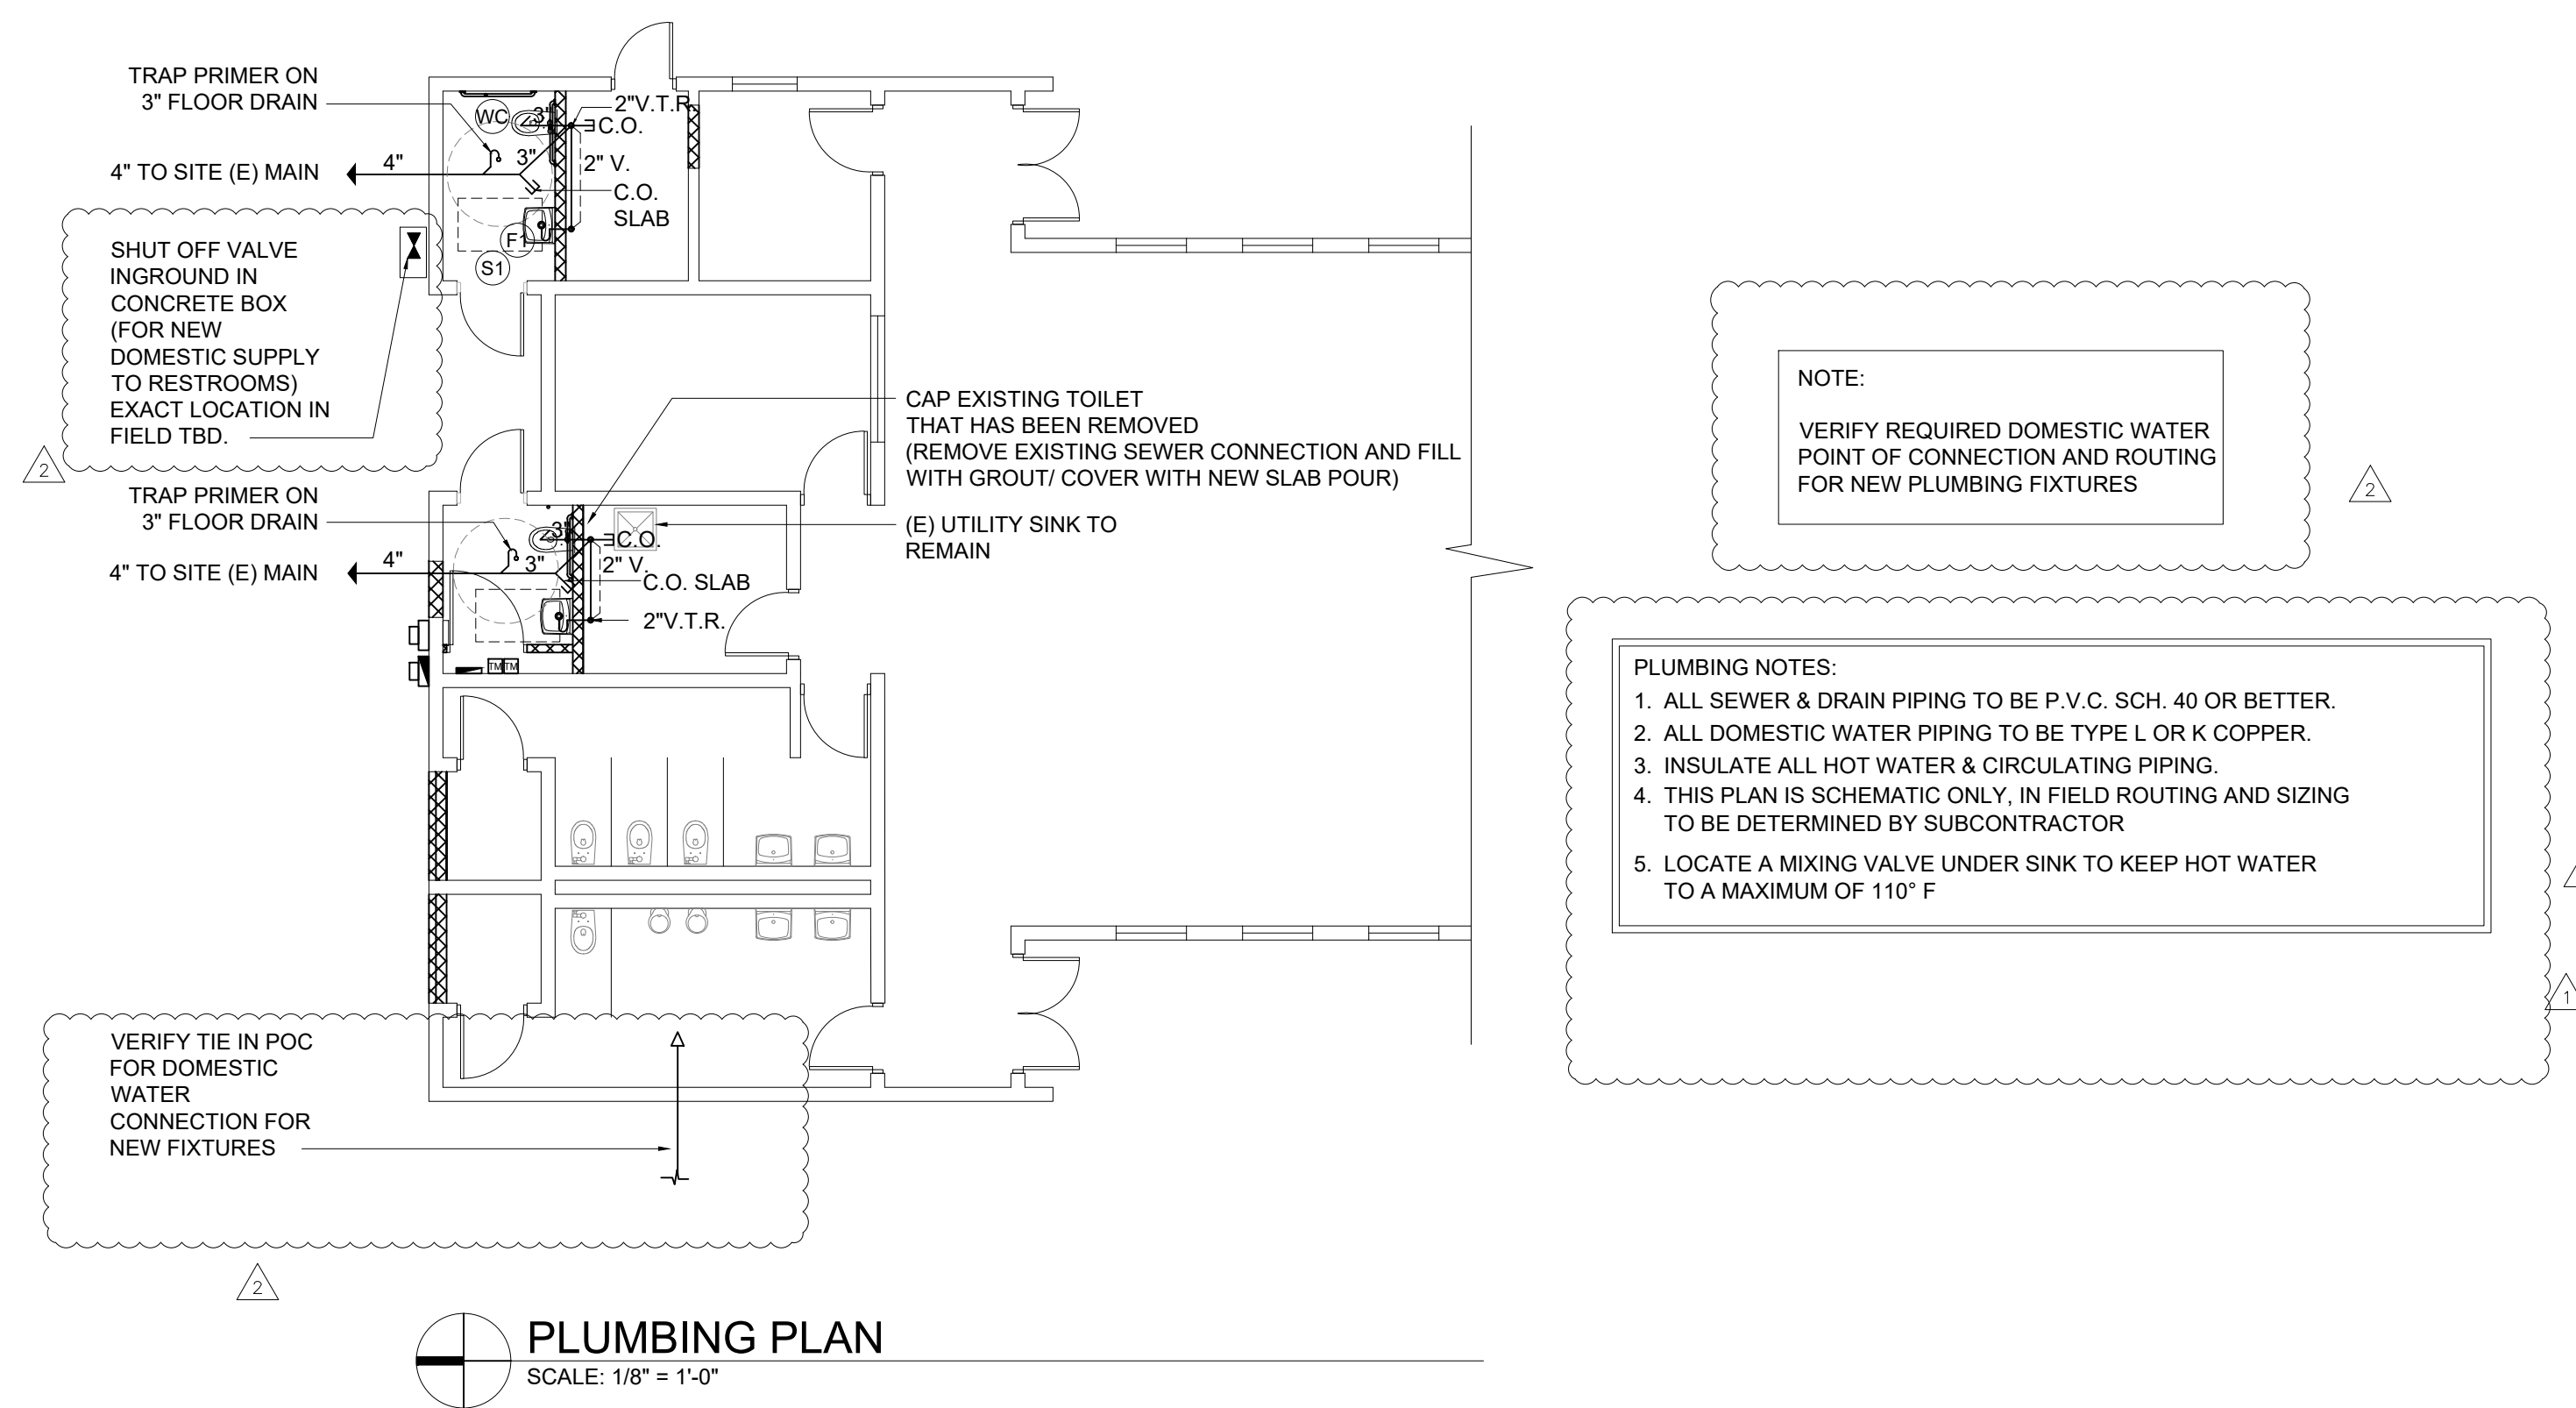 TRAP PRIMER ON
3" FLOOR DRAIN
4" TO SITE (E) MAIN
4"
WC
3"
3"
2"V.T.R.
C.O.
2" V.
C.O.
SLAB
F1
S1
SHUT OFF VALVE
INGROUND IN
CONCRETE BOX
(FOR NEW
DOMESTIC SUPPLY
TO RESTROOMS)
EXACT LOCATION IN
FIELD TBD.
2
CAP EXISTING TOILET
THAT HAS BEEN REMOVED
(REMOVE EXISTING SEWER CONNECTION AND FILL
WITH GROUT/ COVER WITH NEW SLAB POUR)
(E) UTILITY SINK TO
REMAIN
TRAP PRIMER ON
3" FLOOR DRAIN
4" TO SITE (E) MAIN
4"
3"
3"
C.O.
2" V.
C.O. SLAB
2"V.T.R.
TM TM
VERIFY TIE IN POC
FOR DOMESTIC
WATER
CONNECTION FOR
NEW FIXTURES
2
NOTE:
VERIFY REQUIRED DOMESTIC WATER
POINT OF CONNECTION AND ROUTING
FOR NEW PLUMBING FIXTURES
2
PLUMBING NOTES:
1. ALL SEWER & DRAIN PIPING TO BE P.V.C. SCH. 40 OR BETTER.
2. ALL DOMESTIC WATER PIPING TO BE TYPE L OR K COPPER.
3. INSULATE ALL HOT WATER & CIRCULATING PIPING.
4. THIS PLAN IS SCHEMATIC ONLY, IN FIELD ROUTING AND SIZING
TO BE DETERMINED BY SUBCONTRACTOR
5. LOCATE A MIXING VALVE UNDER SINK TO KEEP HOT WATER
TO A MAXIMUM OF 110° F
1
PLUMBING PLAN
SCALE: 1/8" = 1'-0"